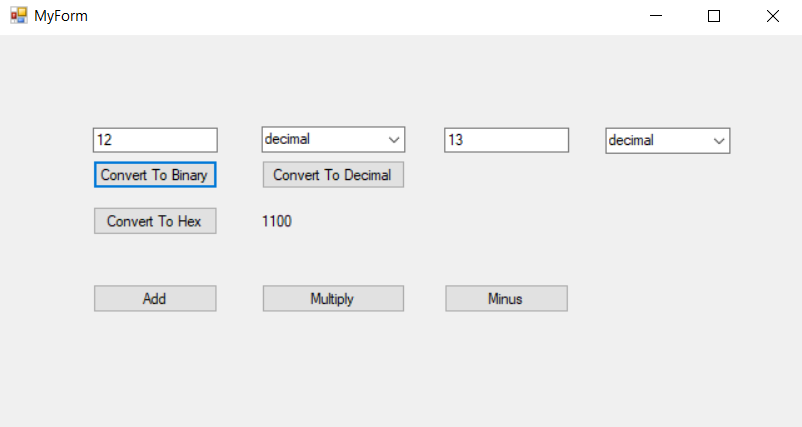 MyForm
12 decimal 13 decimal
Convert To Binary Convert To Decimal
Convert To Hex 1100
Add Multiply Minus